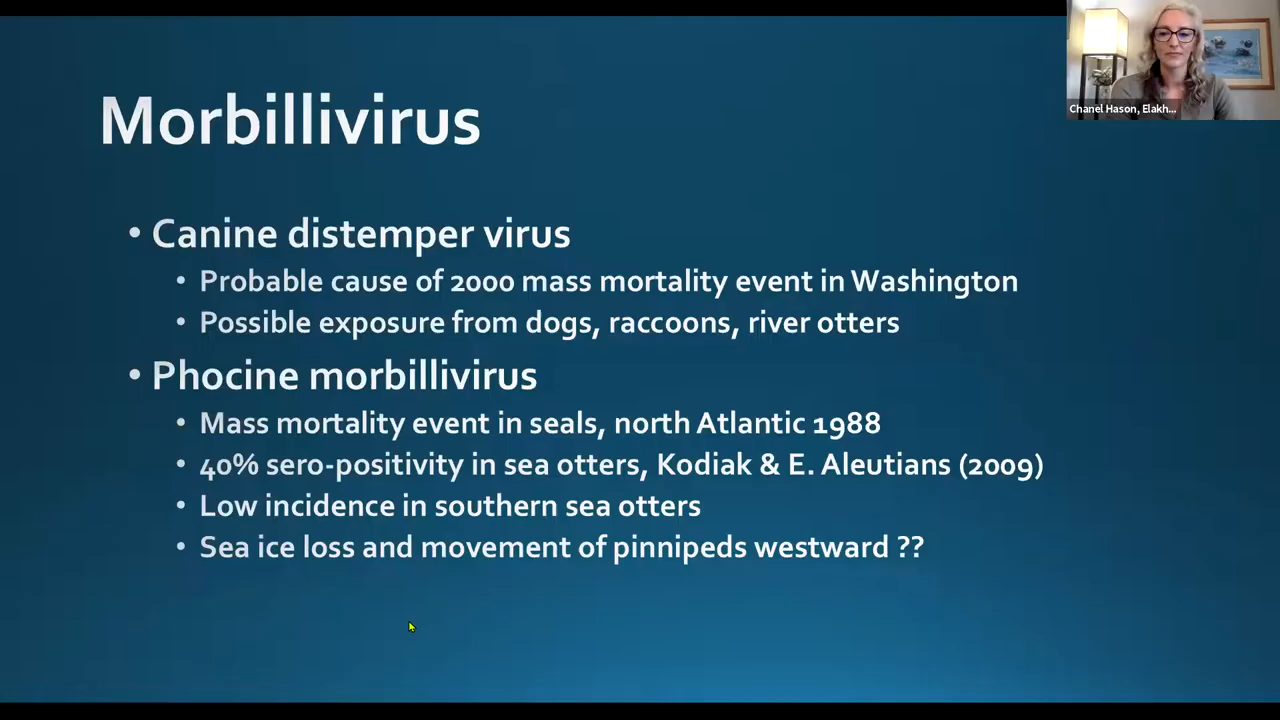 Morbillivirus
• Canine distemper virus
• Probable cause of 2000 mass mortality event in Washington
• Possible exposure from dogs, raccoons, river otters
• Phocine morbillivirus
• Mass mortality event in seals, north Atlantic 1988
• 40% sero-positivity in sea otters, Kodiak & E. Aleutians (2009)
• Low incidence in southern sea otters
• Sea ice loss and movement of pinnipeds westward ??
Chanel Hason, Elakh...